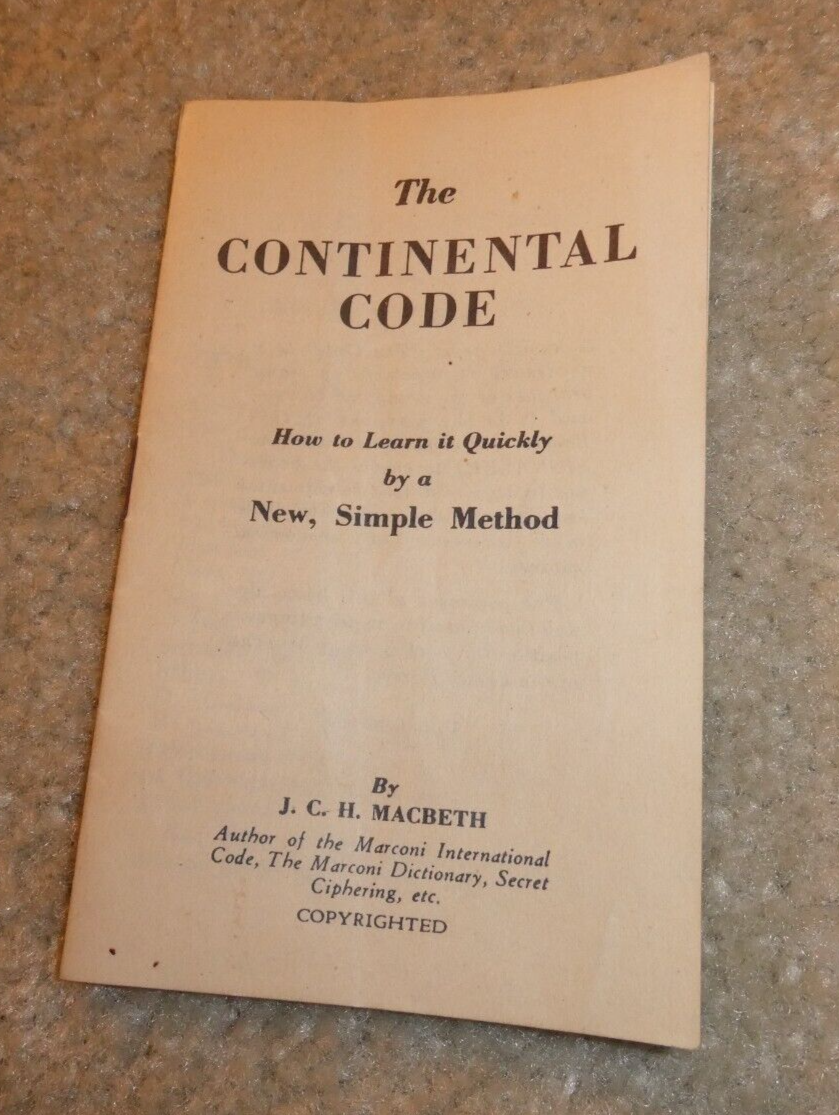 The
CONTINENTAL
CODE
How to Learn it Quickly
by a
New, Simple Method
By
J. C. H. MACBETH
Author of the Marconi International
Code, The Marconi Dictionary, Secret
Ciphering, etc.
COPYRIGHTED